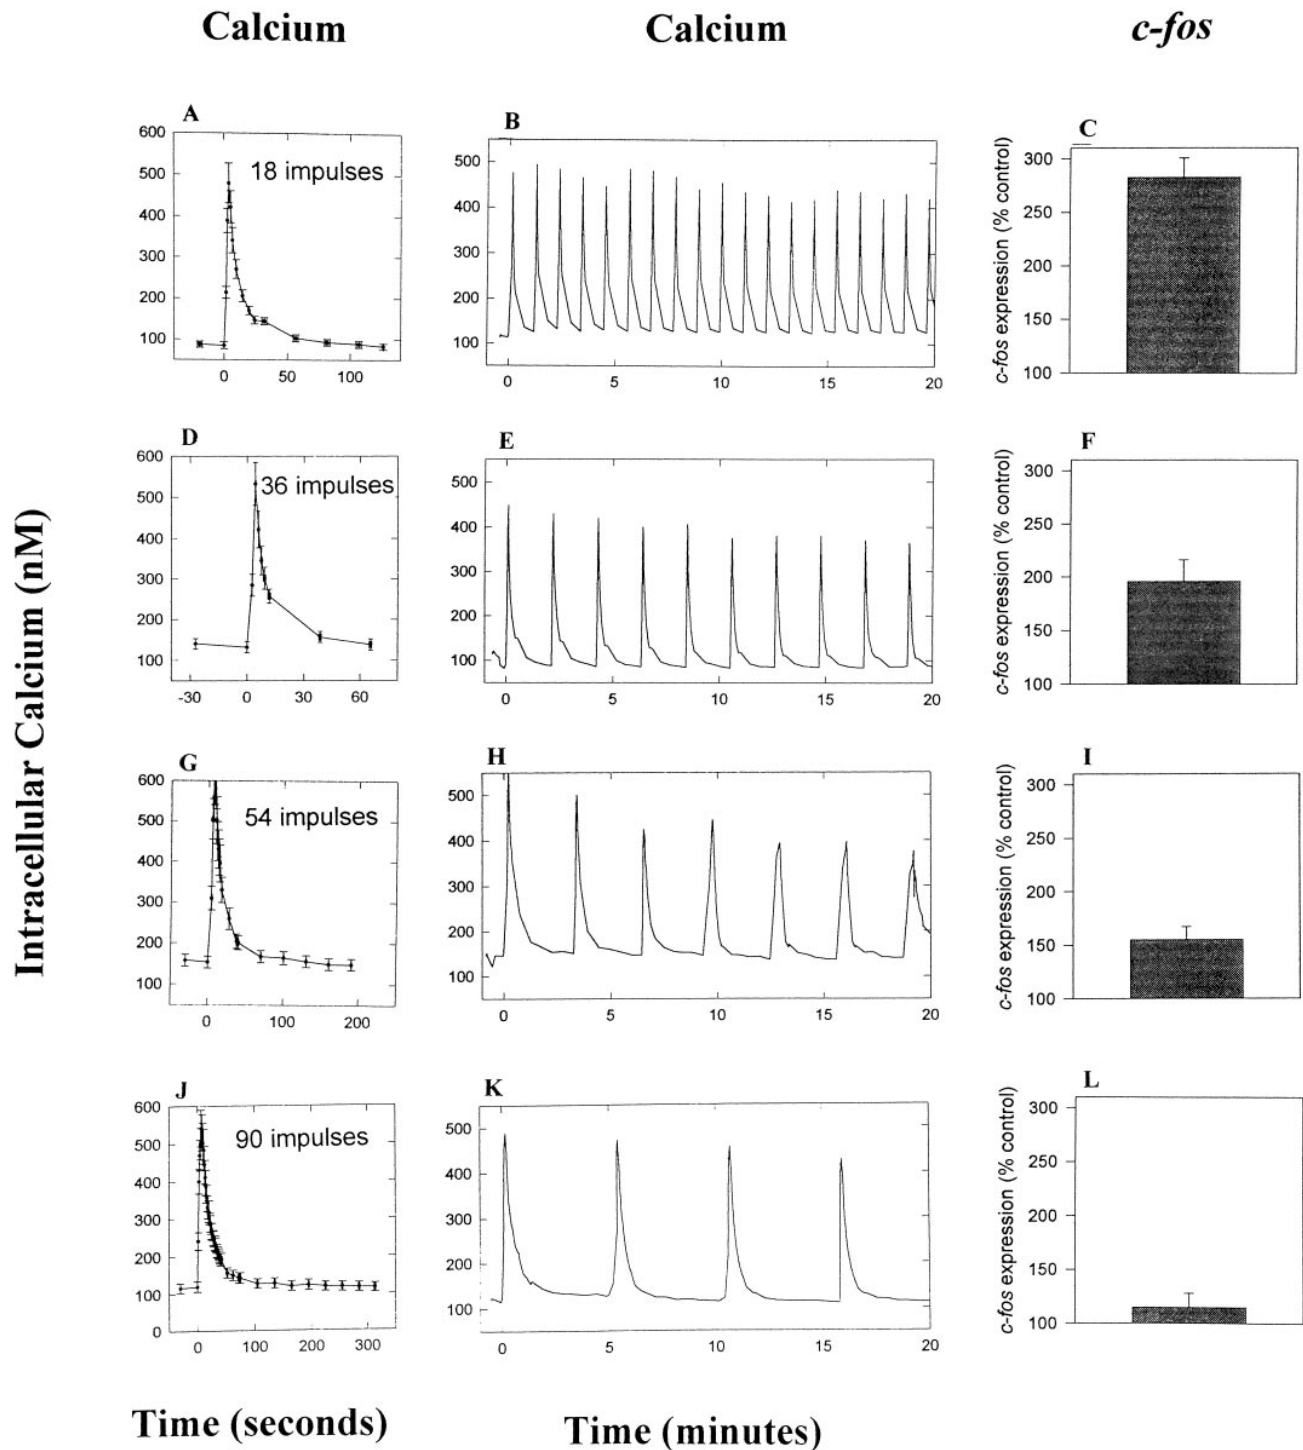 Calcium Calcium c-fos
A
600
500
400
300
200
100
0 50 100
18 impulses
B
500
400
300
200
100
0 5 10 15 20
C
300
250
200
150
100
c-fos expression (% control)
D
600
500
400
300
200
100
-30 0 30 60
36 impulses
E
500
400
300
200
100
0 5 10 15 20
F
300
250
200
150
100
c-fos expression (% control)
Intracellular Calcium (nM)
G
600
500
400
300
200
100
0 100 200
54 impulses
H
500
400
300
200
100
0 5 10 15 20
I
300
250
200
150
100
c-fos expression (% control)
J
600
500
400
300
200
100
0
0 100 200 300
90 impulses
K
500
400
300
200
100
0 5 10 15 20
L
300
250
200
150
100
c-fos expression (% control)
Time (seconds) Time (minutes)